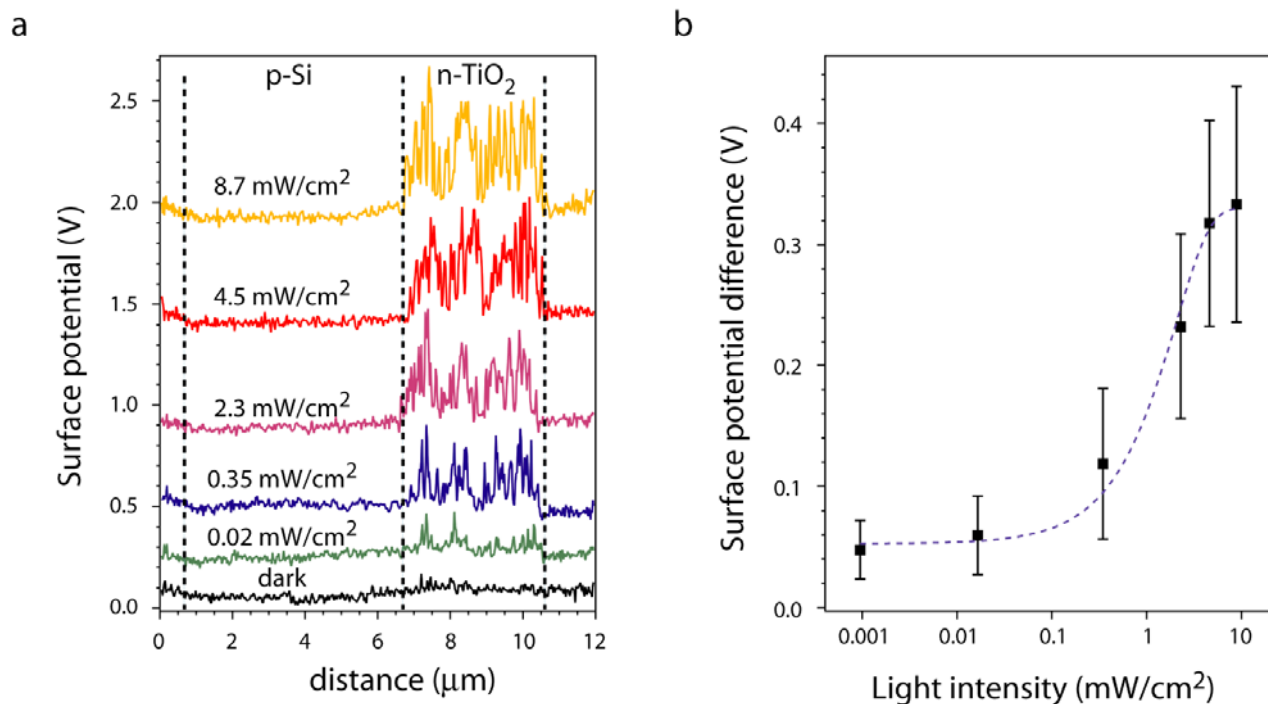 a
p-Si
n-TiO₂
8.7 mW/cm²
4.5 mW/cm²
2.3 mW/cm²
0.35 mW/cm²
0.02 mW/cm²
dark
Surface potential (V)
2.5
2.0
1.5
1.0
0.5
0.0
0 2 4 6 8 10 12
distance (μm)
b
Surface potential difference (V)
0.4
0.3
0.2
0.1
0.0
0.001 0.01 0.1 1 10
Light intensity (mW/cm²)